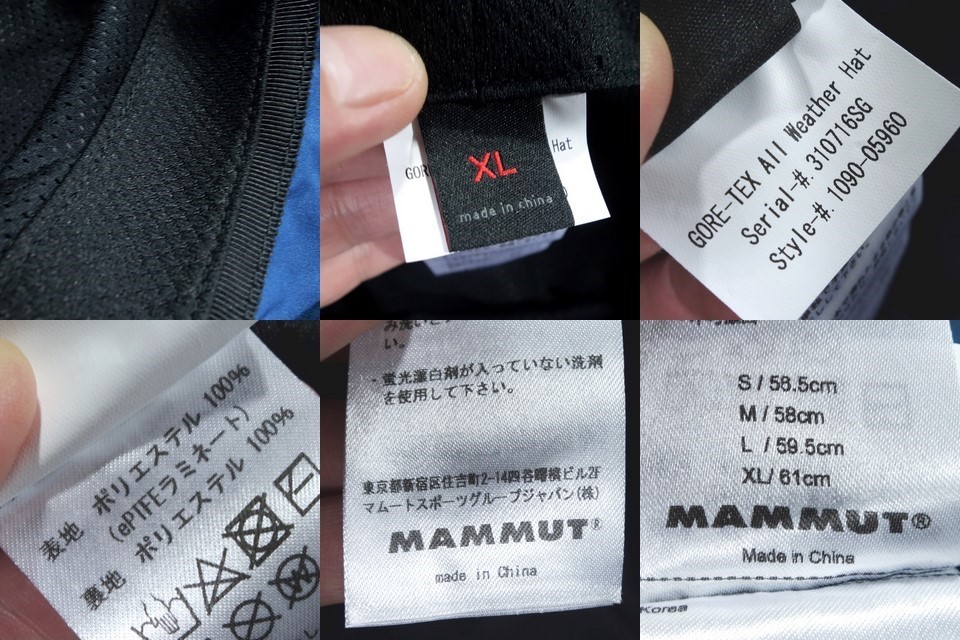 GOR
Hat
XL
made in china
GORE-TEX All Weather Hat
Serial-#. 310716SG
Style-#. 1090-05960
表地 ポリエステル 100%
(ePTFEラミネート)
裏地 ポリエステル 100%
い。
・蛍光漂白剤が入っていない洗剤
を使用して下さい。
東京都新宿区住吉町2-14四谷曙橋ビル2F
マムートスポーツグループジャパン(株)
MAMMUT®
made in China
S / 56.5cm
M / 58cm
L / 59.5cm
XL/ 61cm
MAMMUT®
Made in China
Korea